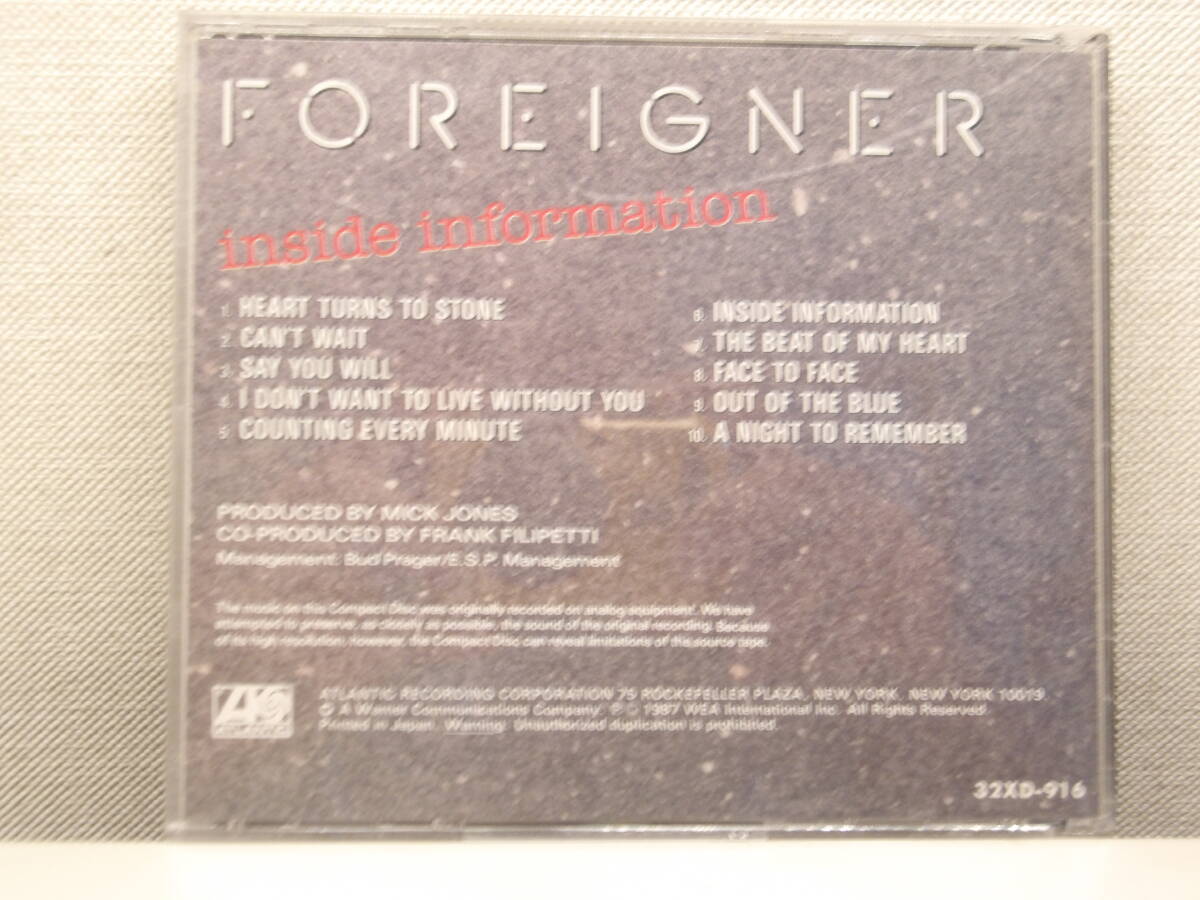 FOREIGNER
inside information
1. HEART TURNS TO STONE
2. CAN'T WAIT
3. SAY YOU WILL
4. I DON'T WANT TO LIVE WITHOUT YOU
5. COUNTING EVERY MINUTE
6. INSIDE INFORMATION
7. THE BEAT OF MY HEART
8. FACE TO FACE
9. OUT OF THE BLUE
10. A NIGHT TO REMEMBER
PRODUCED BY MICK JONES
CO-PRODUCED BY FRANK FILIPETTI
Management: Bud Prager/E.S.P. Management
The music on this Compact Disc was originally recorded on analog equipment. We have
attempted to preserve, as closely as possible, the sound of the original recording. Because
of its high resolution, however, the Compact Disc can reveal limitations of the source tape.
ATLANTIC RECORDING CORPORATION 75 ROCKEFELLER PLAZA, NEW YORK, NEW YORK 10019
© A Warner Communications Company. ℗ © 1987 WEA International Inc. All Rights Reserved.
Printed in Japan. Warning: Unauthorized duplication is prohibited.
ATLANTIC
32XD-916